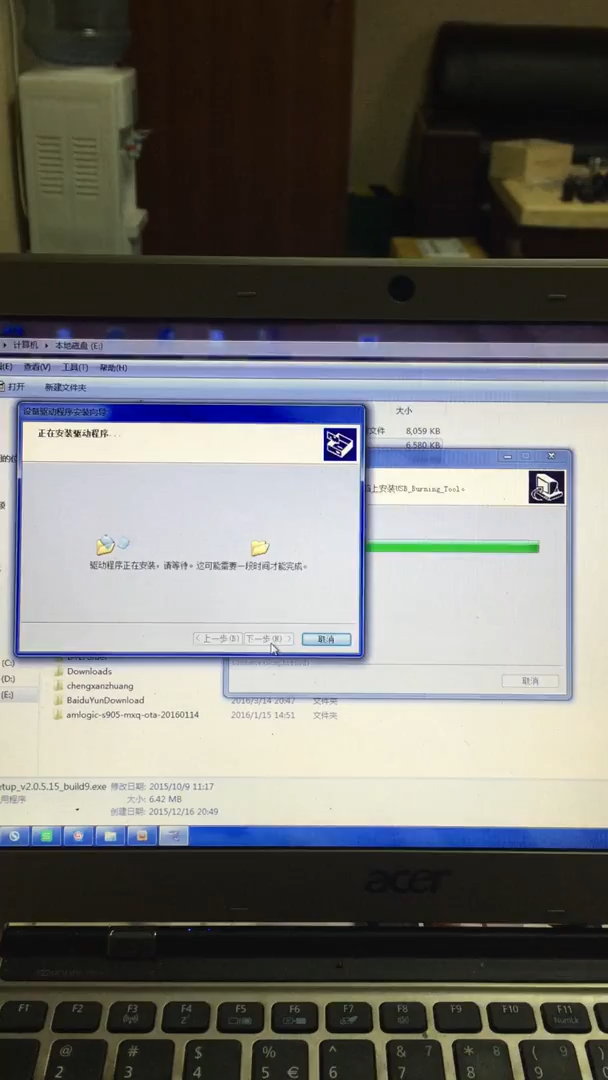 计算机 ▸ 本地磁盘 (E:)
查看(V) 工具(T) 帮助(H)
打开 新建文件夹
大小
文件 8,059 KB
6,580 KB
设备驱动程序安装向导
正在安装驱动程序...
上安装USB_Burning_Tool。
驱动程序正在安装，请等待。这可能需要一段时间才能完成。
< 上一步(B) 下一步(N) > 取消
取消
(C:)
(D:)
(E:)
Downloads
chengxanzhuang
BaiduYunDownload 2016/3/14 20:47 文件夹
amlogic-s905-mxq-ota-20160114 2016/1/15 14:51 文件夹
etup_v2.0.5.15_build9.exe 修改日期: 2015/10/9 11:17
用程序 大小: 6.42 MB
创建日期: 2015/12/16 20:49
acer
F1 F2 F3 F4 F5 F6 F7 F8 F9 F10 F11
NumLk
@ # $ % ^ & 7 * 8 ( 9
2 3 4 5 € 6 7 8 9